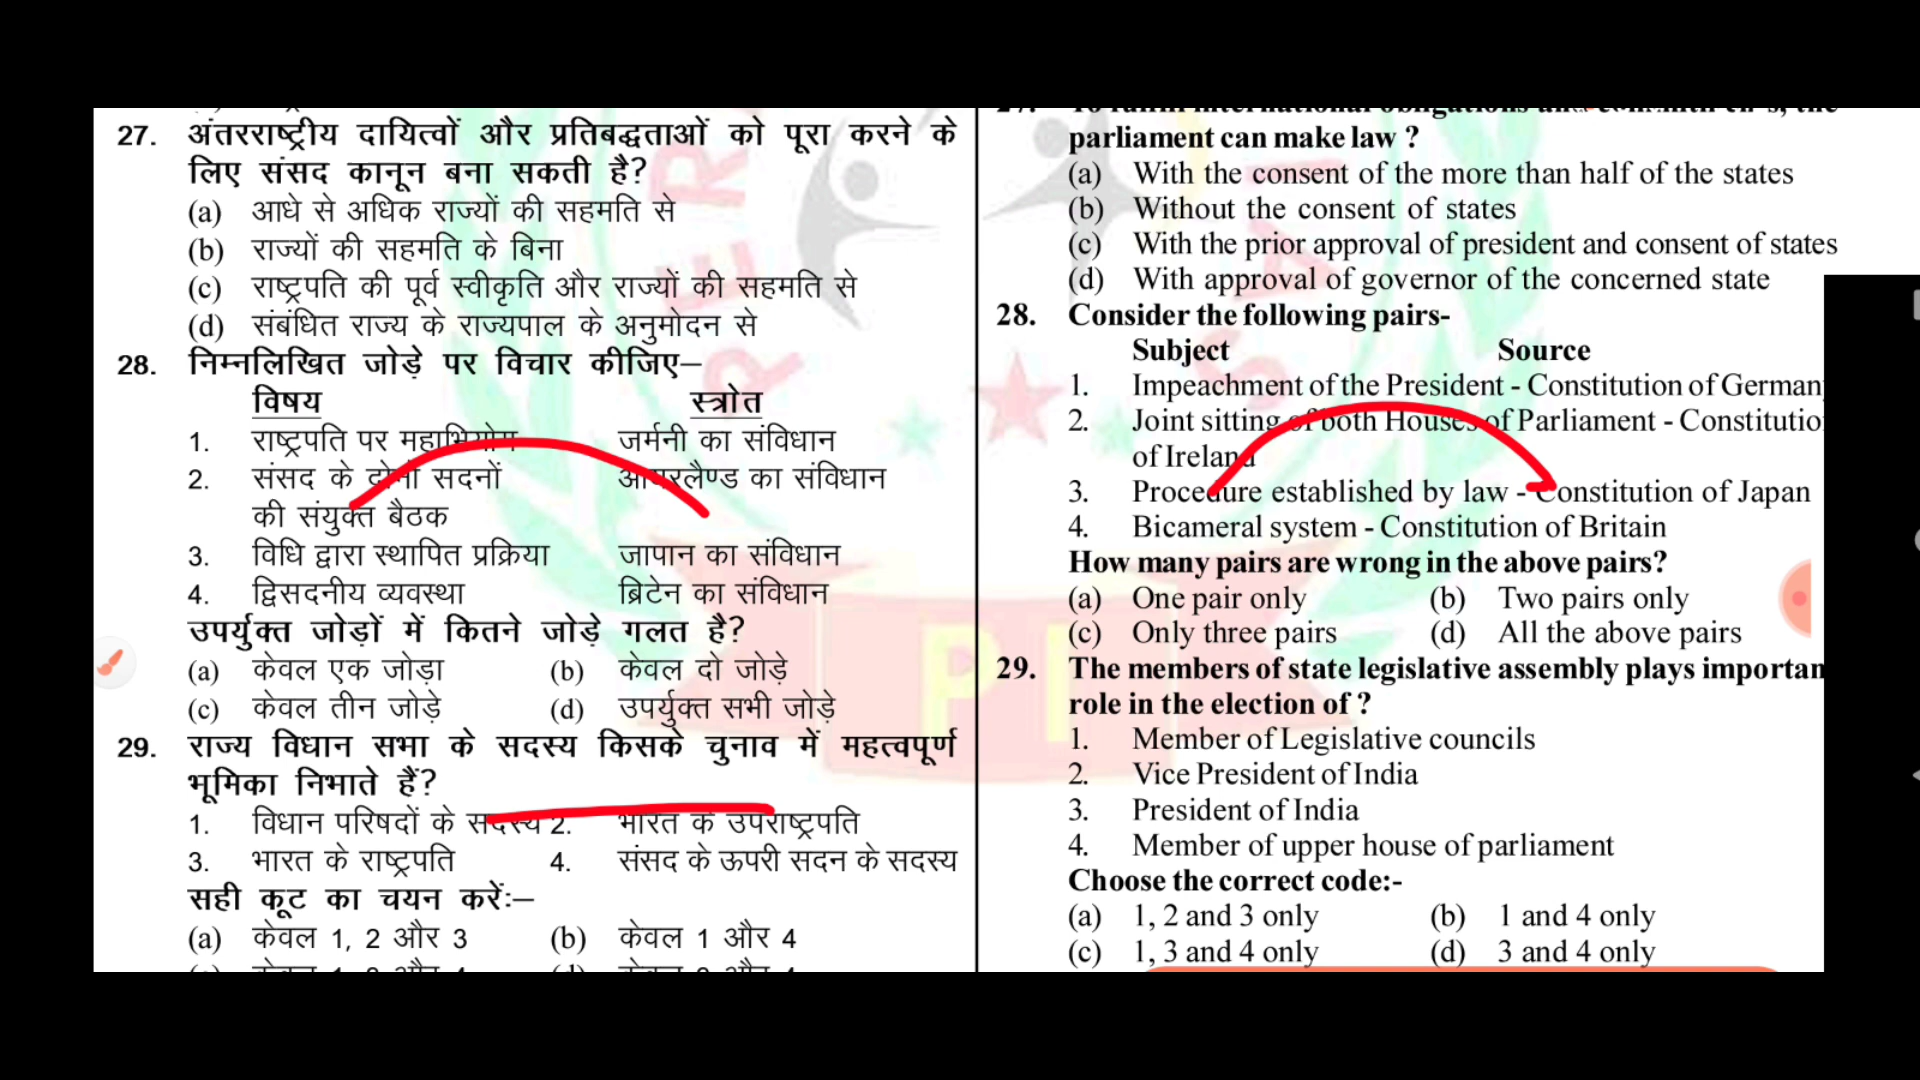 27. अंतरराष्ट्रीय दायित्वों और प्रतिबद्धताओं को पूरा करने के
लिए संसद कानून बना सकती है?
(a) आधे से अधिक राज्यों की सहमति से
(b) राज्यों की सहमति के बिना
(c) राष्ट्रपति की पूर्व स्वीकृति और राज्यों की सहमति से
(d) संबंधित राज्य के राज्यपाल के अनुमोदन से
28. निम्नलिखित जोड़े पर विचार कीजिए–
विषय स्त्रोत
1. राष्ट्रपति पर महाभियोग जर्मनी का संविधान
2. संसद के दोनों सदनों आयरलैण्ड का संविधान
की संयुक्त बैठक
3. विधि द्वारा स्थापित प्रक्रिया जापान का संविधान
4. द्विसदनीय व्यवस्था ब्रिटेन का संविधान
उपर्युक्त जोड़ों में कितने जोड़े गलत है?
(a) केवल एक जोड़ा (b) केवल दो जोड़े
(c) केवल तीन जोड़े (d) उपर्युक्त सभी जोड़े
29. राज्य विधान सभा के सदस्य किसके चुनाव में महत्वपूर्ण
भूमिका निभाते हैं?
1. विधान परिषदों के सदस्य 2. भारत के उपराष्ट्रपति
3. भारत के राष्ट्रपति 4. संसद के ऊपरी सदन के सदस्य
सही कूट का चयन करें:–
(a) केवल 1, 2 और 3 (b) केवल 1 और 4
parliament can make law ?
(a) With the consent of the more than half of the states
(b) Without the consent of states
(c) With the prior approval of president and consent of states
(d) With approval of governor of the concerned state
28. Consider the following pairs-
Subject Source
1. Impeachment of the President - Constitution of German
2. Joint sitting of both Houses of Parliament - Constitutio
of Ireland
3. Procedure established by law - Constitution of Japan
4. Bicameral system - Constitution of Britain
How many pairs are wrong in the above pairs?
(a) One pair only (b) Two pairs only
(c) Only three pairs (d) All the above pairs
29. The members of state legislative assembly plays importan
role in the election of ?
1. Member of Legislative councils
2. Vice President of India
3. President of India
4. Member of upper house of parliament
Choose the correct code:-
(a) 1, 2 and 3 only (b) 1 and 4 only
(c) 1, 3 and 4 only (d) 3 and 4 only